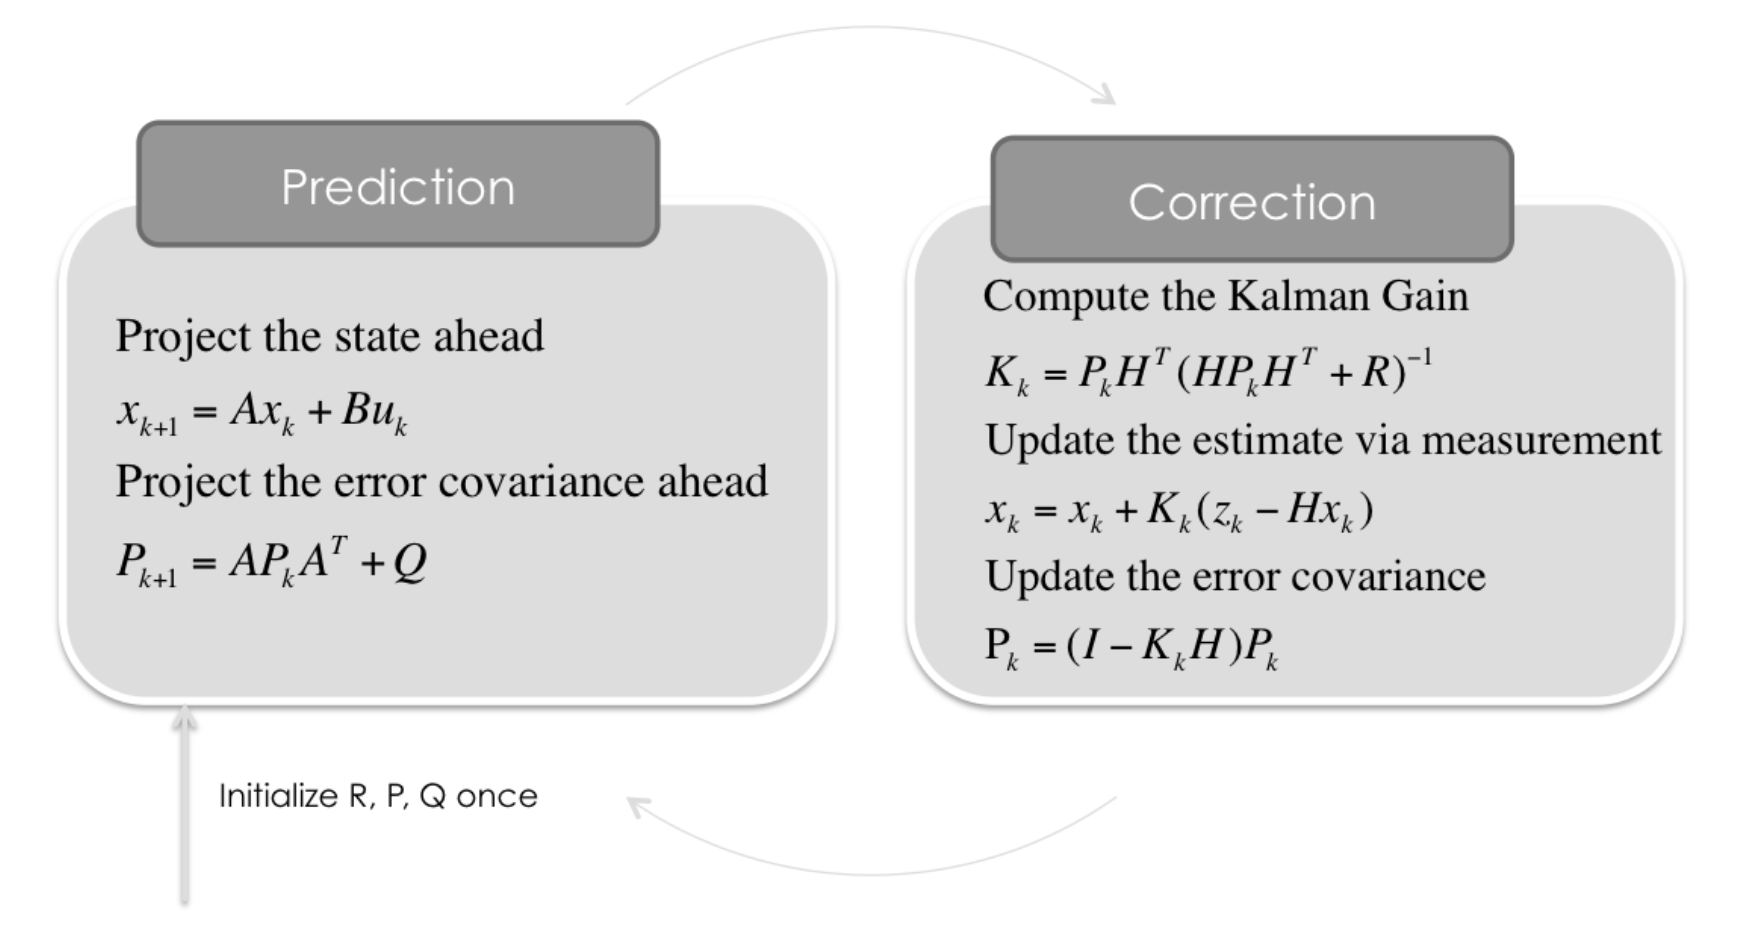 Prediction
Project the state ahead
x_{k+1} = Ax_k + Bu_k
Project the error covariance ahead
P_{k+1} = AP_kA^T + Q
Initialize R, P, Q once
Correction
Compute the Kalman Gain
K_k = P_kH^T(HP_kH^T + R)^{-1}
Update the estimate via measurement
x_k = x_k + K_k(z_k − Hx_k)
Update the error covariance
P_k = (I − K_kH)P_k